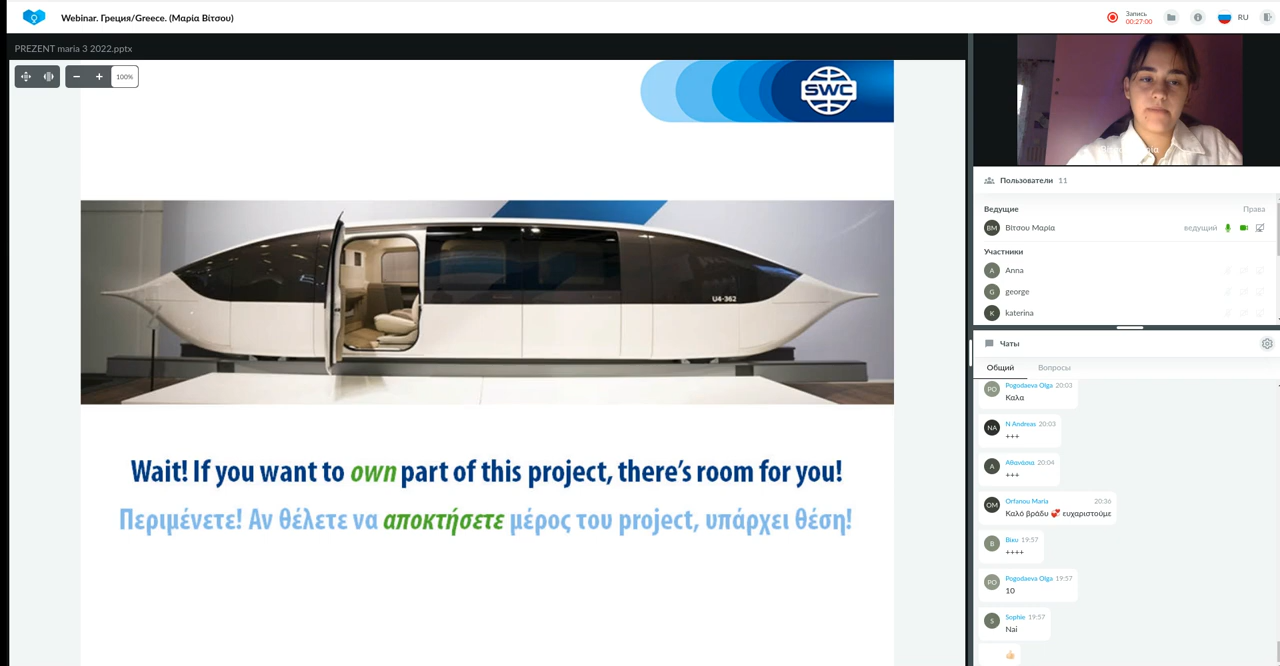 Webinar. Греция/Greece. (Μαρία Βίτσου)
Запись
00:27:00
RU
PREZENT maria 3 2022.pptx
100%
SWC
U4-362
Wait! If you want to own part of this project, there's room for you!
Περιμένετε! Αν θέλετε να αποκτήσετε μέρος του project, υπάρχει θέση!
Пользователи 11
Ведущие Права
ΒΜ Βίτσου Μαρία ведущий
Участники
A Anna
G george
K katerina
Чаты
Общий Вопросы
PO Pogodaeva Olga 20:03
Καλα
NA N Andreas 20:03
+++
Α Αθανάσια 20:04
+++
OM Orfanou Maria 20:36
Καλό βράδυ 💕 ευχαριστούμε
Β Βίκυ 19:57
++++
PO Pogodaeva Olga 19:57
10
S Sophie 19:57
Nai
👍🏻